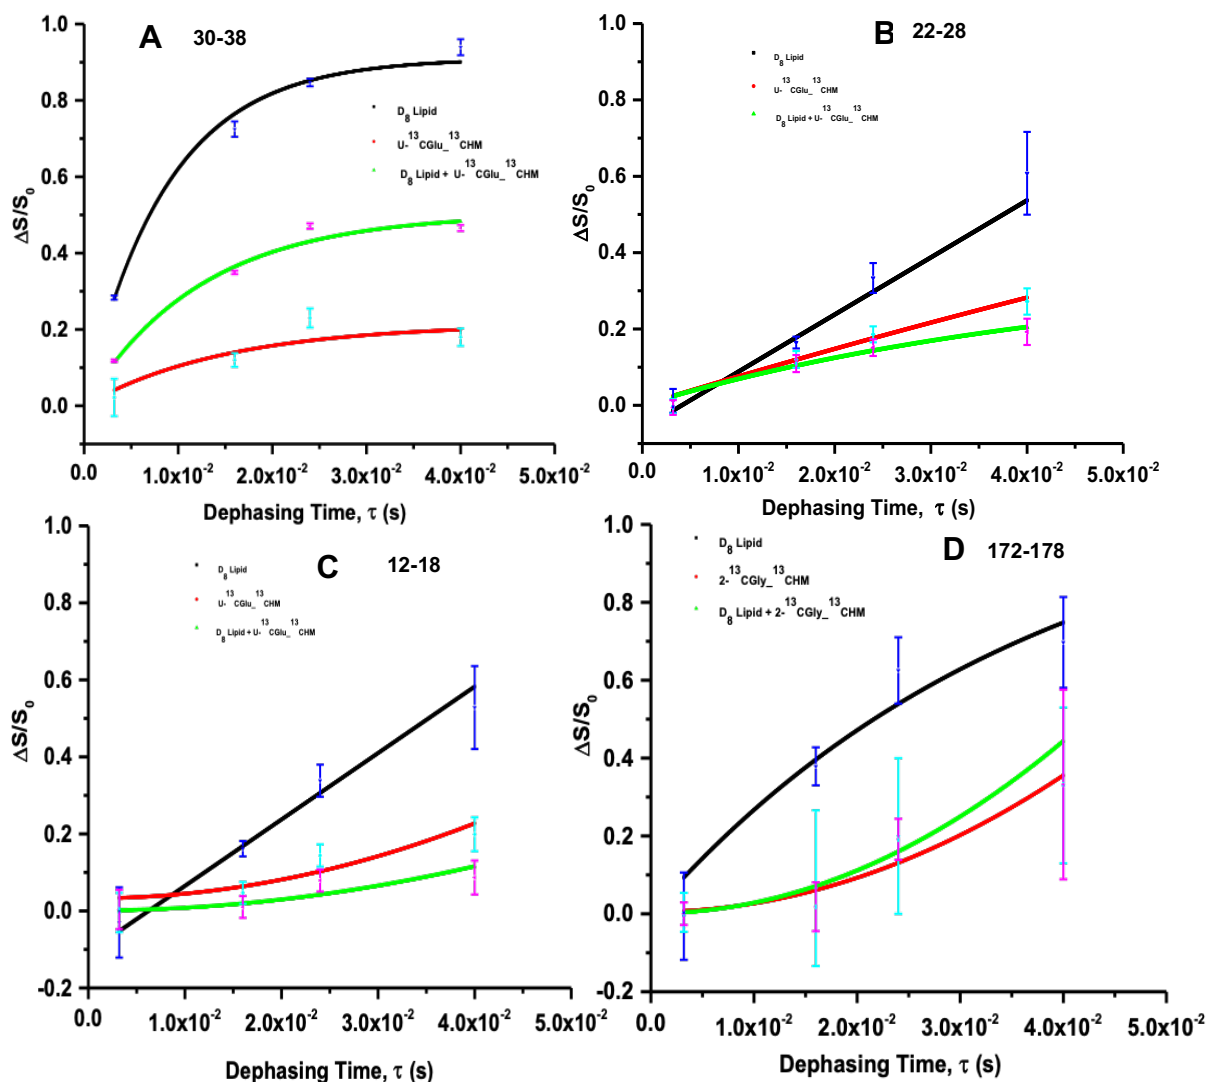 A 30-38
1.0
0.8
0.6
0.4
0.2
0.0
ΔS/S₀
D₈ Lipid
U-¹³CGlu_¹³CHM
D₈ Lipid + U-¹³CGlu_¹³CHM
0.0 1.0x10⁻² 2.0x10⁻² 3.0x10⁻² 4.0x10⁻² 5.0x10⁻²
Dephasing Time, τ (s)
B 22-28
1.0
0.8
0.6
0.4
0.2
0.0
ΔS/S₀
D₈ Lipid
U-¹³CGlu_¹³CHM
D₈ Lipid + U-¹³CGlu_¹³CHM
0.0 1.0x10⁻² 2.0x10⁻² 3.0x10⁻² 4.0x10⁻² 5.0x10⁻²
Dephasing Time, τ (s)
C 12-18
1.0
0.8
0.6
0.4
0.2
0.0
-0.2
ΔS/S₀
D₈ Lipid
U-¹³CGlu_¹³CHM
D₈ Lipid + U-¹³CGlu_¹³CHM
0.0 1.0x10⁻² 2.0x10⁻² 3.0x10⁻² 4.0x10⁻² 5.0x10⁻²
Dephasing Time, τ (s)
D 172-178
1.0
0.8
0.6
0.4
0.2
0.0
-0.2
ΔS/S₀
D₈ Lipid
2-¹³CGly_¹³CHM
D₈ Lipid + 2-¹³CGly_¹³CHM
0.0 1.0x10⁻² 2.0x10⁻² 3.0x10⁻² 4.0x10⁻² 5.0x10⁻²
Dephasing Time, τ (s)